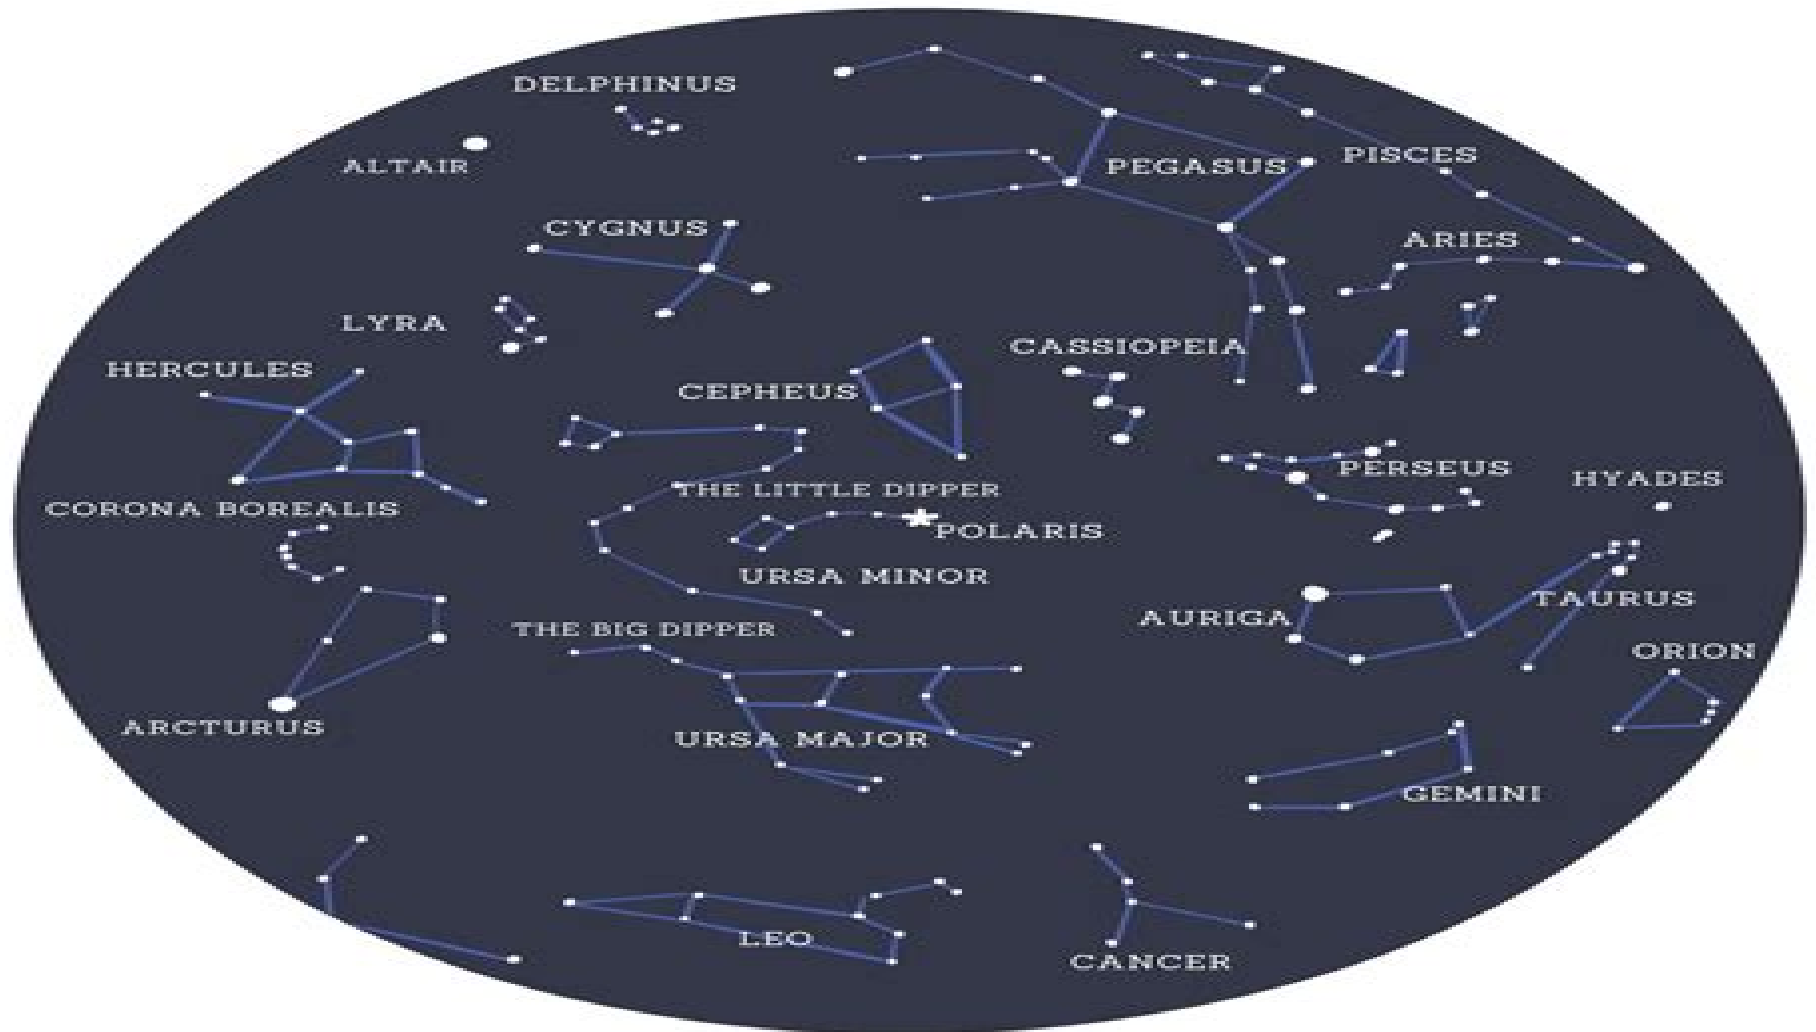 DELPHINUS
ALTAIR
PEGASUS
PISCES
CYGNUS
ARIES
LYRA
CASSIOPEIA
HERCULES
CEPHEUS
PERSEUS
HYADES
THE LITTLE DIPPER
CORONA BOREALIS
POLARIS
URSA MINOR
TAURUS
AURIGA
THE BIG DIPPER
ORION
ARCTURUS
URSA MAJOR
GEMINI
LEO
CANCER